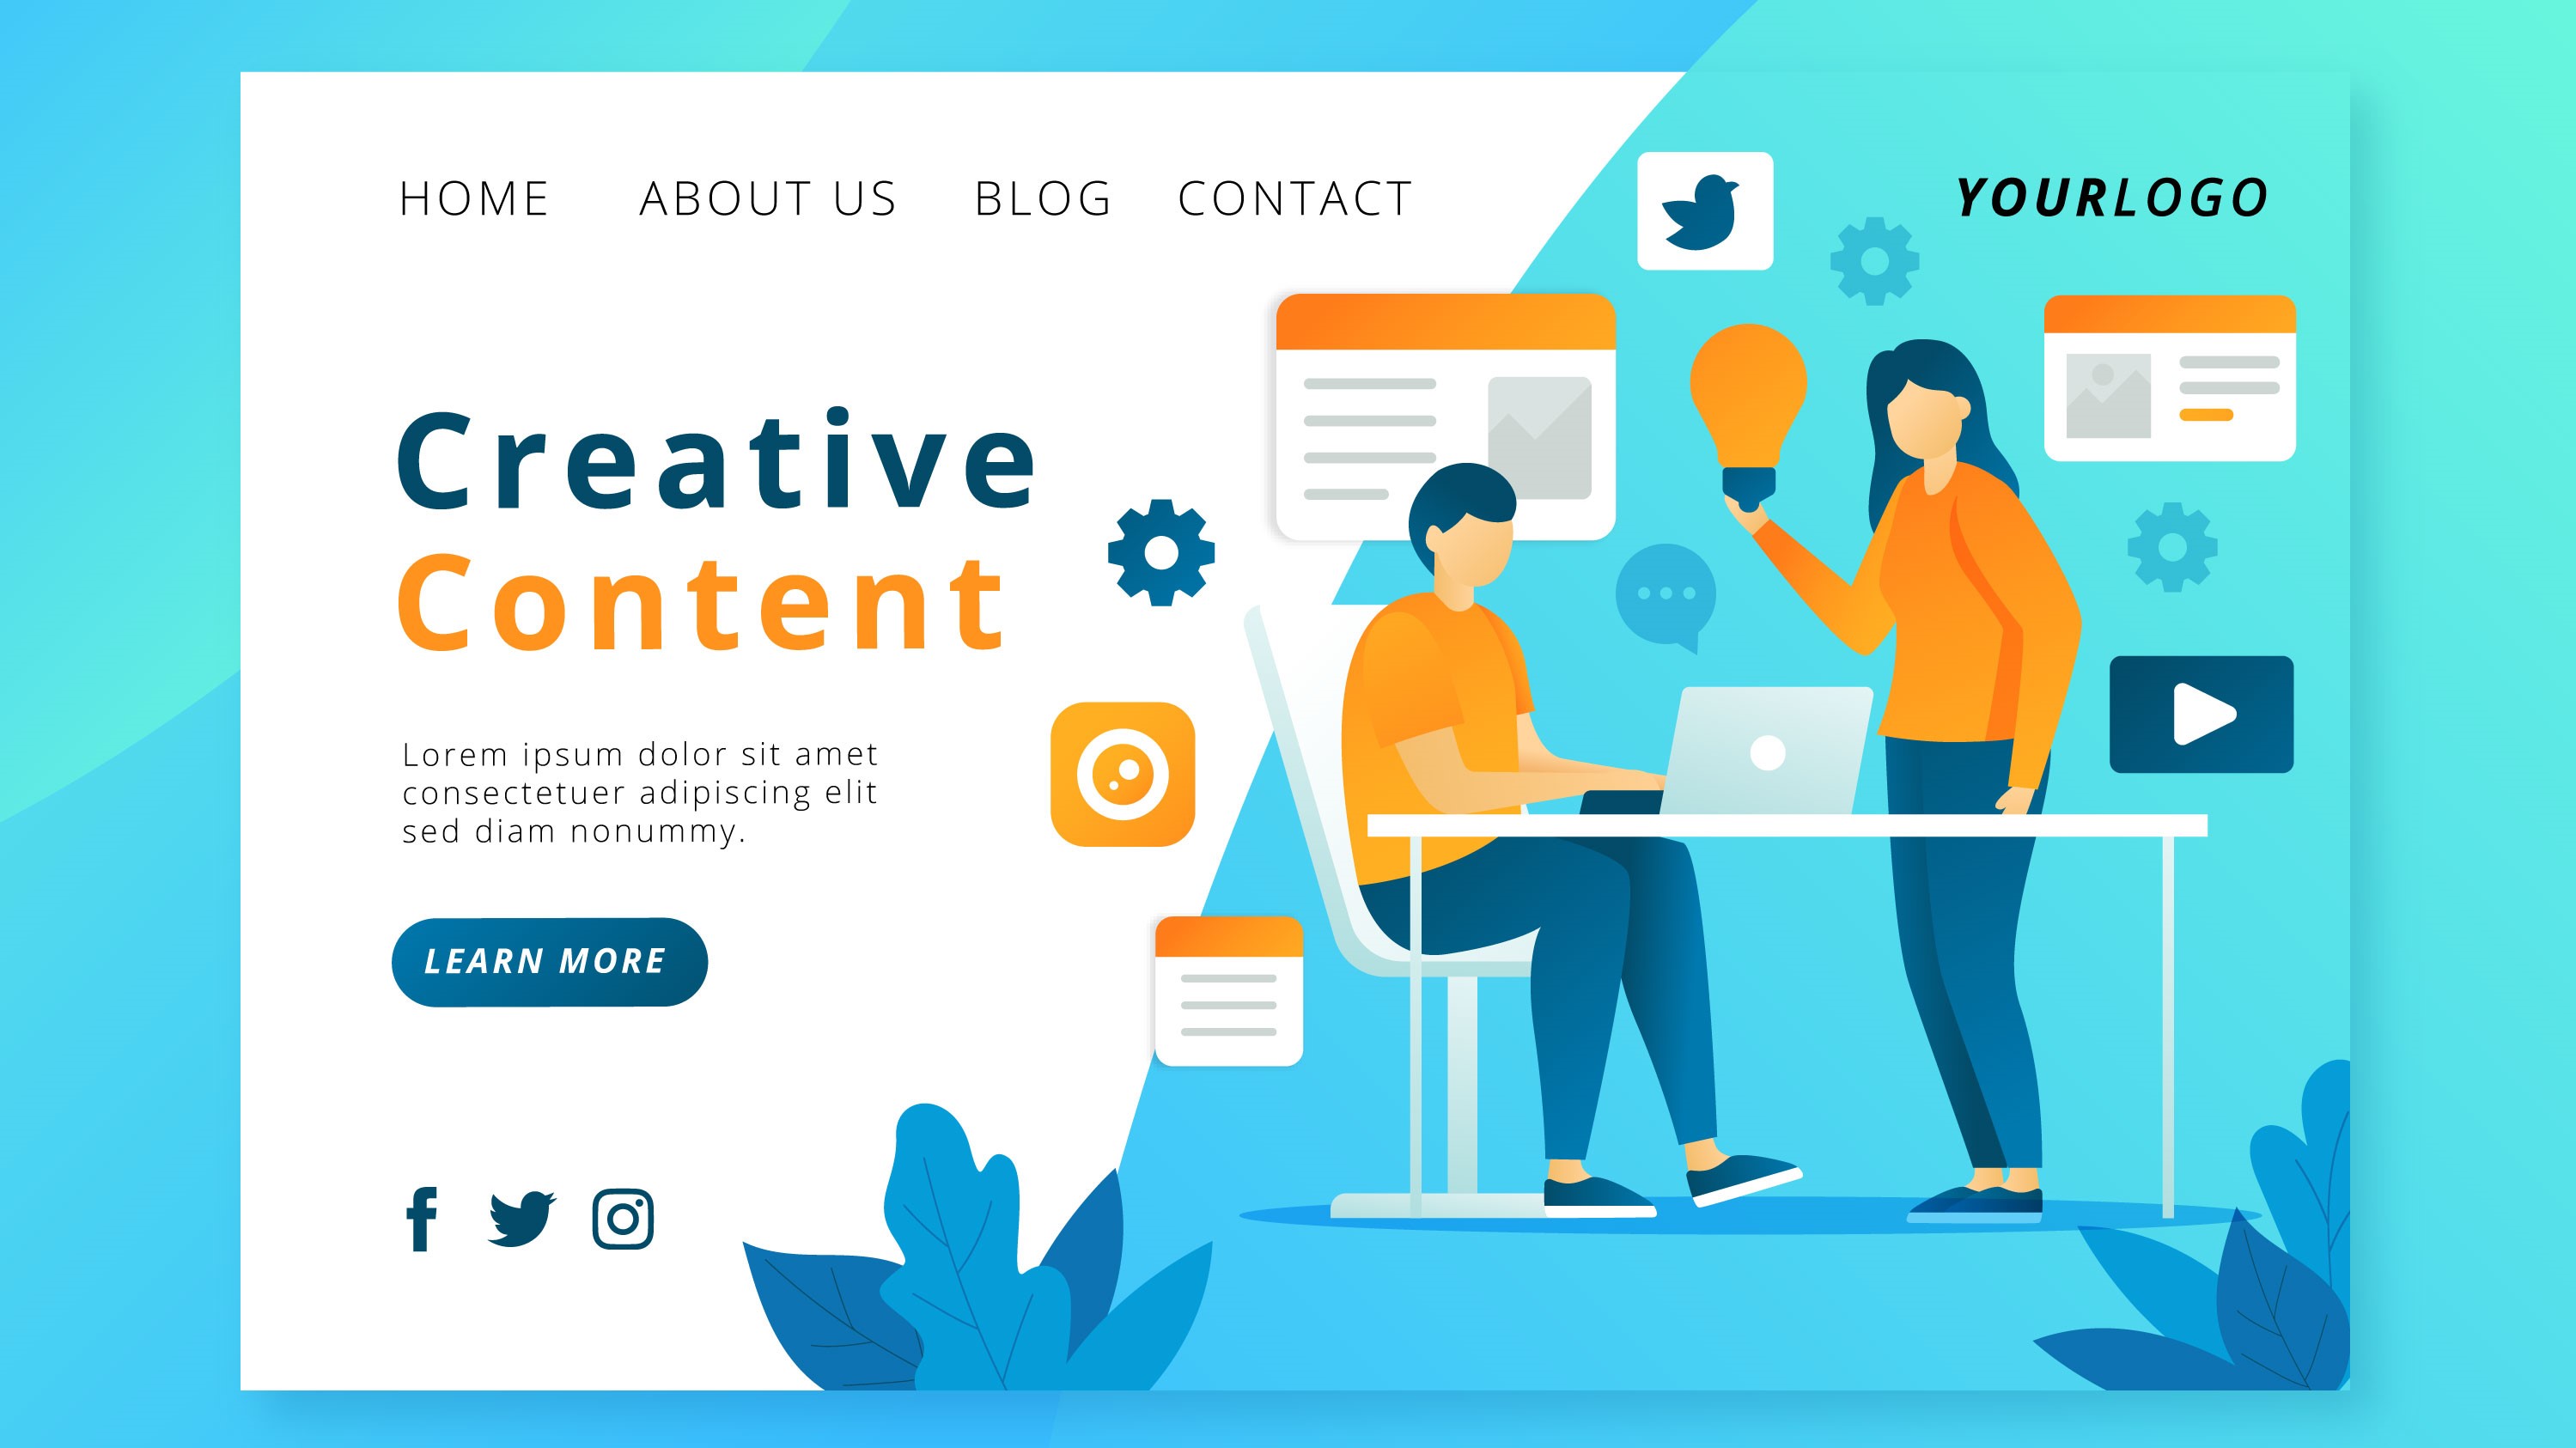 HOME ABOUT US BLOG CONTACT
YOURLOGO
Creative
Content
Lorem ipsum dolor sit amet
consectetuer adipiscing elit
sed diam nonummy.
LEARN MORE